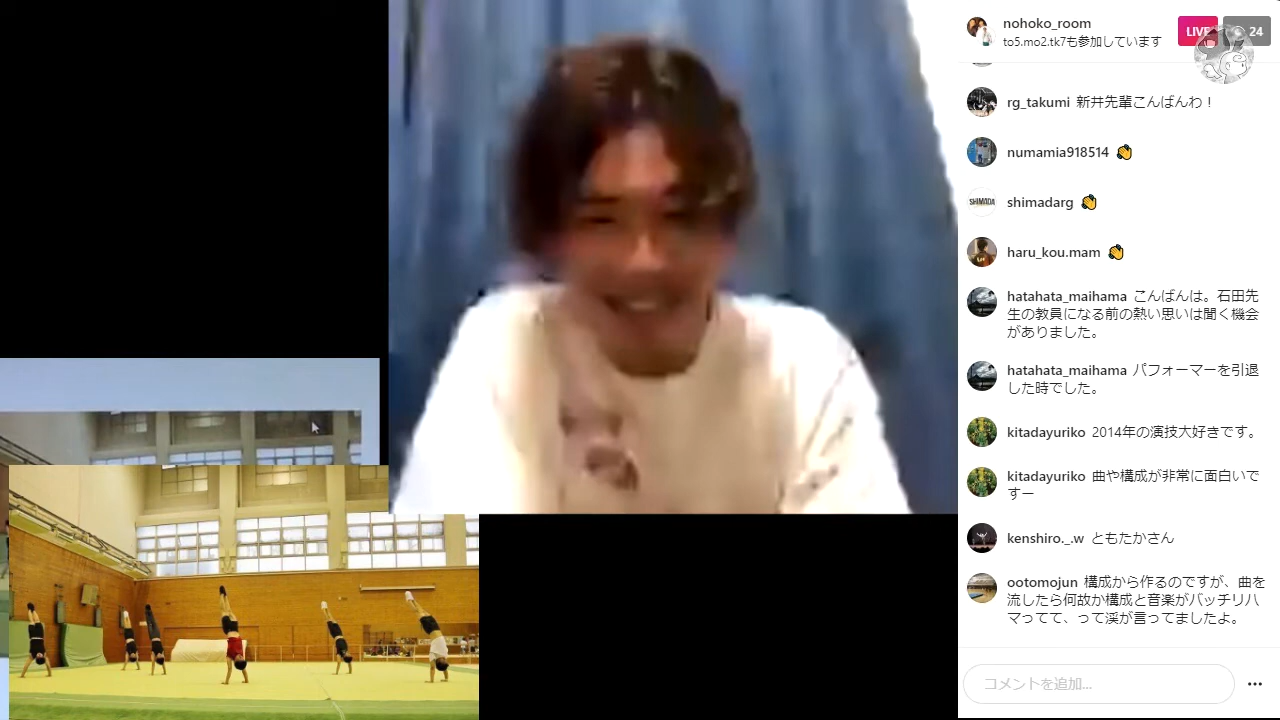 nohoko_room
to5.mo2.tk7も参加しています
LIVE
24
rg_takumi 新井先輩こんばんわ！
numamia918514 👏
SHIMADA
shimadarg 👏
haru_kou.mam 👏
hatahata_maihama こんばんは。石田先
生の教員になる前の熱い思いは聞く機会
がありました。
hatahata_maihama パフォーマーを引退
した時でした。
kitadayuriko 2014年の演技大好きです。
kitadayuriko 曲や構成が非常に面白いで
すー
kenshiro._.w ともたかさん
ootomojun 構成から作るのですが、曲を
流したら何故か構成と音楽がバッチリハ
マってて、って渓が言ってましたよ。
コメントを追加...